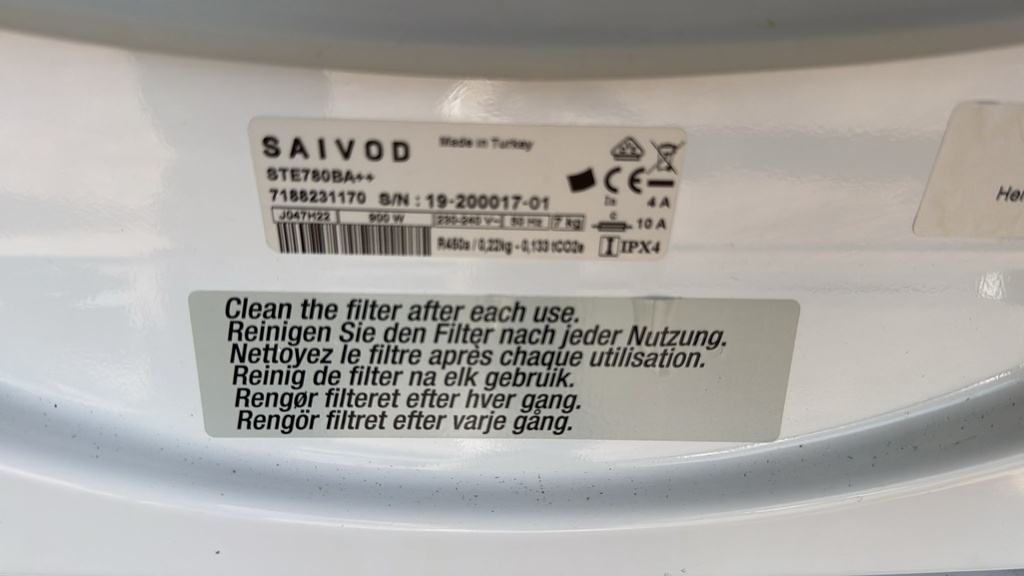 SAIVOD Made in Turkey
STE780BA++
7188231170 S/N : 19-200017-01
In 4 A
J047H22 900 W 230-240 V~ 50 Hz 7 kg 10 A
R450a / 0,22kg - 0,133 tCO2e IPX4
Clean the filter after each use.
Reinigen Sie den Filter nach jeder Nutzung.
Nettoyez le filtre après chaque utilisation.
Reinig de filter na elk gebruik.
Rengør filteret efter hver gang.
Rengör filtret efter varje gång.